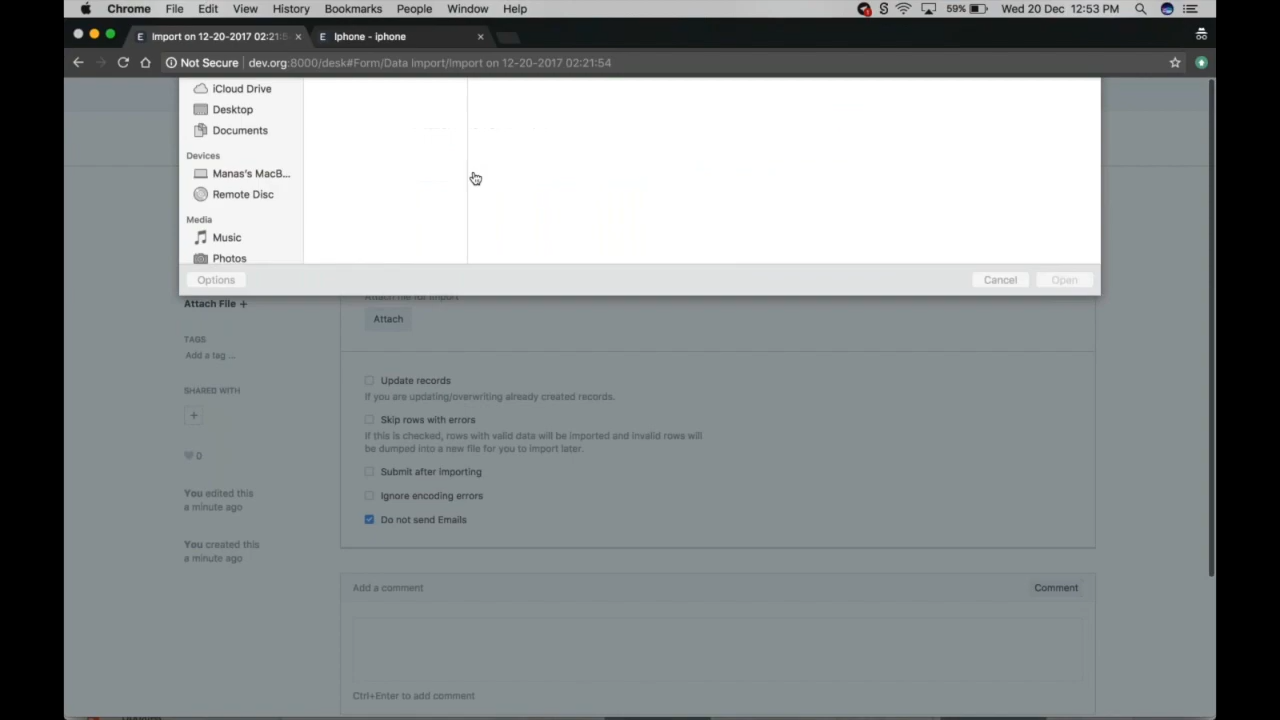 Chrome File Edit View History Bookmarks People Window Help 59% Wed 20 Dec 12:53 PM
Import on 12-20-2017 02:21:5 Iphone - iphone
Not Secure dev.org:8000/desk#Form/Data Import/Import on 12-20-2017 02:21:54
iCloud Drive
Desktop
Documents
Devices
Manas's MacB...
Remote Disc
Media
Music
Photos
Options Cancel Open
Attach file for import
Attach File +
Attach
TAGS
Add a tag ...
SHARED WITH
+
0
You edited this
a minute ago
You created this
a minute ago
Update records
If you are updating/overwriting already created records.
Skip rows with errors
If this is checked, rows with valid data will be imported and invalid rows will
be dumped into a new file for you to import later.
Submit after importing
Ignore encoding errors
Do not send Emails
Add a comment Comment
Ctrl+Enter to add comment